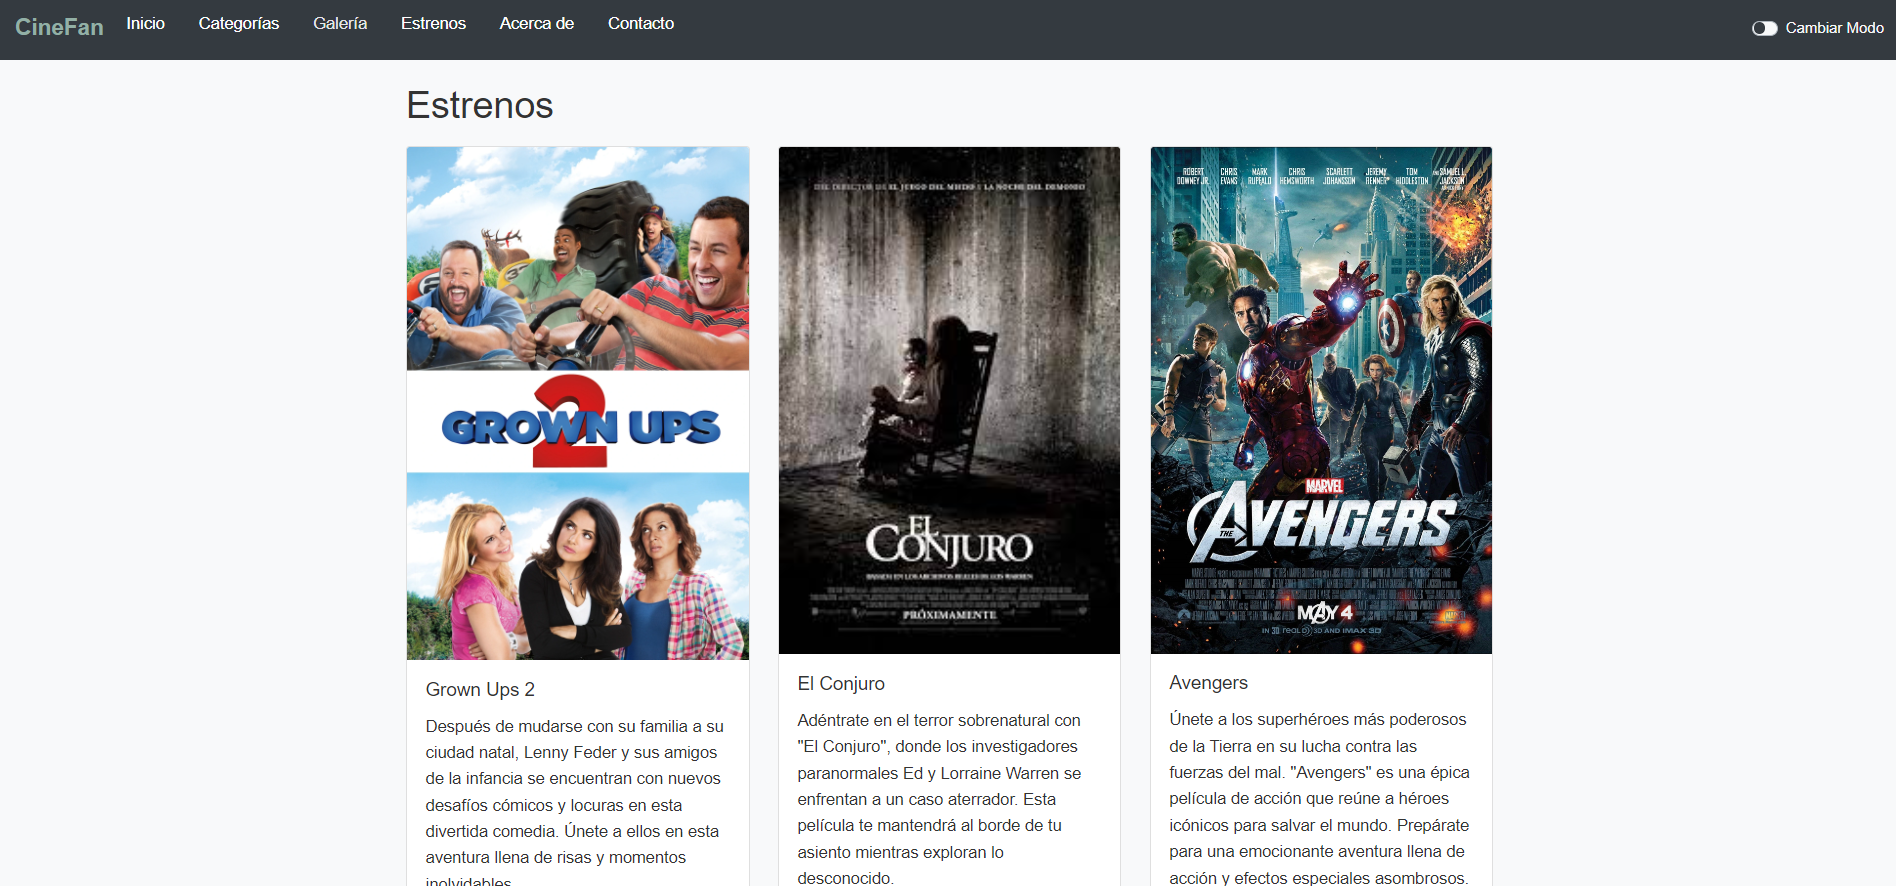 CineFan Inicio Categorías Galería Estrenos Acerca de Contacto Cambiar Modo
Estrenos
GROWN UPS
2
DEL DIRECTOR DE EL JUEGO DEL MIEDO Y LA NOCHE DEL DEMONIO
EL
CONJURO
BASADA EN LOS ARCHIVOS REALES DE LOS WARREN
PRÓXIMAMENTE
ROBERT DOWNEY JR.
CHRIS EVANS
MARK RUFFALO
CHRIS HEMSWORTH
SCARLETT JOHANSSON
JEREMY RENNER
TOM HIDDLESTON
AND SAMUEL L. JACKSON
MARVEL
THE AVENGERS
MAY 4
IN 3D REAL D 3D AND IMAX 3D
Grown Ups 2
Después de mudarse con su familia a su
ciudad natal, Lenny Feder y sus amigos
de la infancia se encuentran con nuevos
desafíos cómicos y locuras en esta
divertida comedia. Únete a ellos en esta
aventura llena de risas y momentos
inolvidables.
El Conjuro
Adéntrate en el terror sobrenatural con
"El Conjuro", donde los investigadores
paranormales Ed y Lorraine Warren se
enfrentan a un caso aterrador. Esta
película te mantendrá al borde de tu
asiento mientras exploran lo
desconocido.
Avengers
Únete a los superhéroes más poderosos
de la Tierra en su lucha contra las
fuerzas del mal. "Avengers" es una épica
película de acción que reúne a héroes
icónicos para salvar el mundo. Prepárate
para una emocionante aventura llena de
acción y efectos especiales asombrosos.